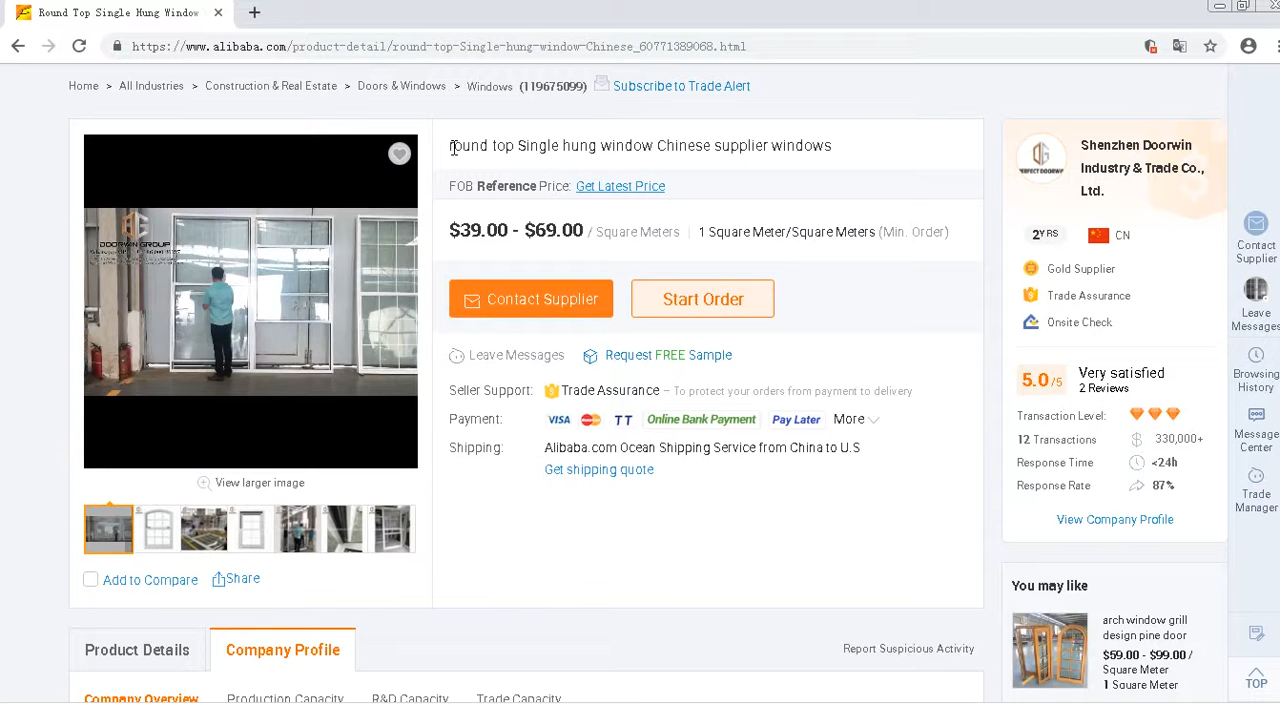 Round Top Single Hung Window
https://www.alibaba.com/product-detail/round-top-Single-hung-window-Chinese_60771389068.html
Home > All Industries > Construction & Real Estate > Doors & Windows > Windows (119675099) Subscribe to Trade Alert
round top Single hung window Chinese supplier windows
FOB Reference Price: Get Latest Price
$39.00 - $69.00 / Square Meters | 1 Square Meter/Square Meters (Min. Order)
Contact Supplier
Start Order
Leave Messages
Request FREE Sample
Seller Support: Trade Assurance – To protect your orders from payment to delivery
Payment: VISA TT Online Bank Payment Pay Later More
Shipping: Alibaba.com Ocean Shipping Service from China to U.S
Get shipping quote
DOORWIN GROUP
View larger image
Add to Compare
Share
Product Details
Company Profile
Report Suspicious Activity
Company Overview
Production Capacity
R&D Capacity
Trade Capacity
PERFECT DOORWIN
Shenzhen Doorwin
Industry & Trade Co.,
Ltd.
2 YRS CN
Gold Supplier
Trade Assurance
Onsite Check
5.0 /5
Very satisfied
2 Reviews
Transaction Level:
12 Transactions 330,000+
Response Time <24h
Response Rate 87%
View Company Profile
You may like
arch window grill
design pine door
$59.00 - $99.00 /
Square Meter
1 Square Meter
Contact
Supplier
Leave
Messages
Browsing
History
Message
Center
Trade
Manager
TOP